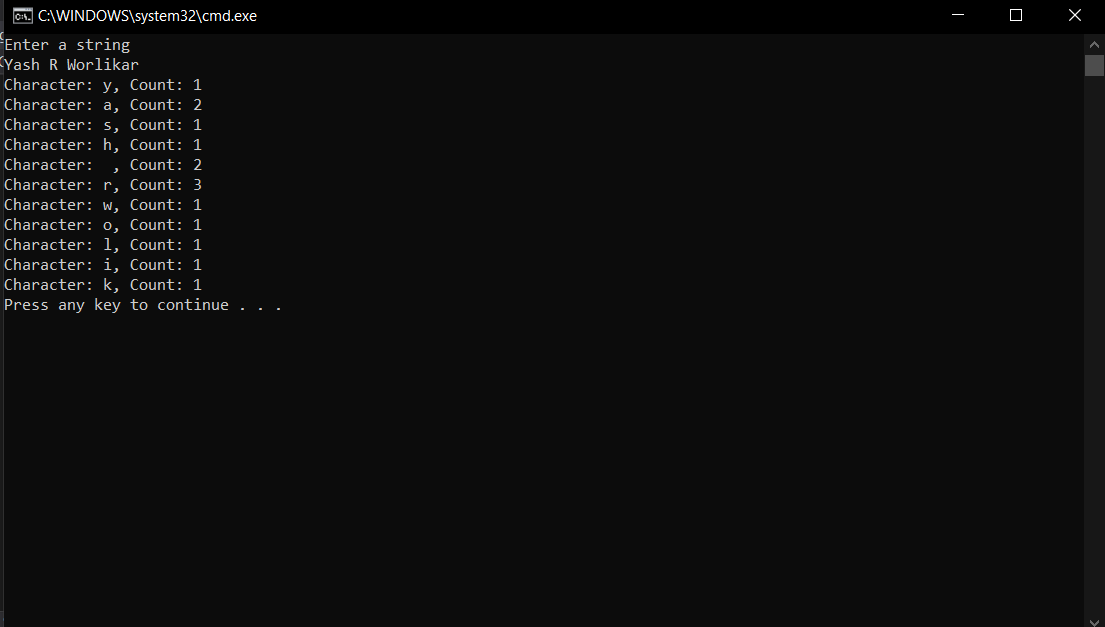 C:\WINDOWS\system32\cmd.exe
Enter a string
Yash R Worlikar
Character: y, Count: 1
Character: a, Count: 2
Character: s, Count: 1
Character: h, Count: 1
Character:  , Count: 2
Character: r, Count: 3
Character: w, Count: 1
Character: o, Count: 1
Character: l, Count: 1
Character: i, Count: 1
Character: k, Count: 1
Press any key to continue . . .